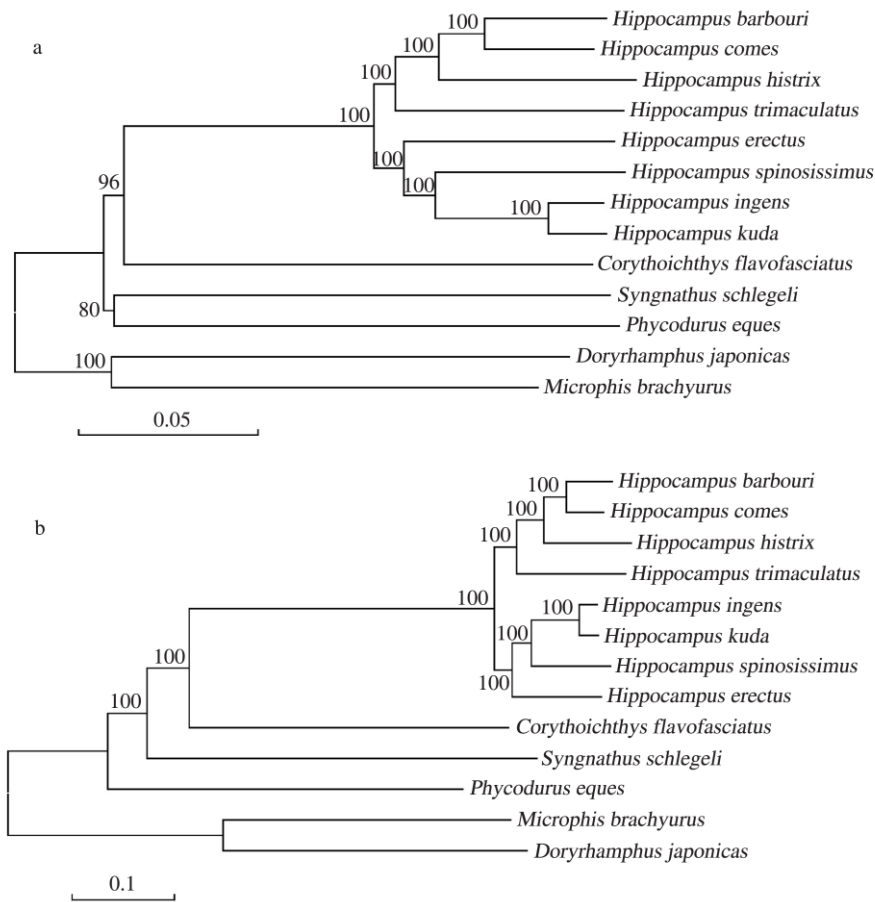 100
Hippocampus barbouri
a
100
Hippocampus comes
100
Hippocampus histrix
100
Hippocampus trimaculatus
Hippocampus erectus
100
Hippocampus spinosissimus
96
100
100
Hippocampus ingens
Hippocampus kuda
Corythoichthys flavofasciatus
Syngnathus schlegeli
80
Phycodurus eques
100
Doryrhamphus japonicas
Microphis brachyurus
0.05
100
Hippocampus barbouri
b
100
Hippocampus comes
100
Hippocampus histrix
Hippocampus trimaculatus
100
100
Hippocampus ingens
100
Hippocampus kuda
100
Hippocampus spinosissimus
100
Hippocampus erectus
100
Corythoichthys flavofasciatus
Syngnathus schlegeli
Phycodurus eques
Microphis brachyurus
Doryrhamphus japonicas
0.1